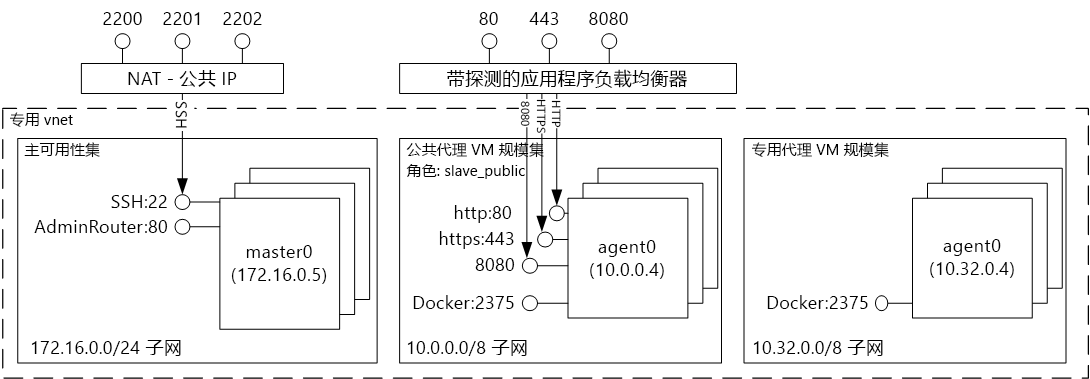 2200
2201
2202
80
443
8080
NAT - 公共 IP
带探测的应用程序负载均衡器
SSH
8080
HTTPS
HTTP
专用 vnet
主可用性集
SSH:22
AdminRouter:80
master0
(172.16.0.5)
172.16.0.0/24 子网
公共代理 VM 规模集
角色: slave_public
http:80
https:443
8080
Docker:2375
agent0
(10.0.0.4)
10.0.0.0/8 子网
专用代理 VM 规模集
agent0
(10.32.0.4)
Docker:2375
10.32.0.0/8 子网